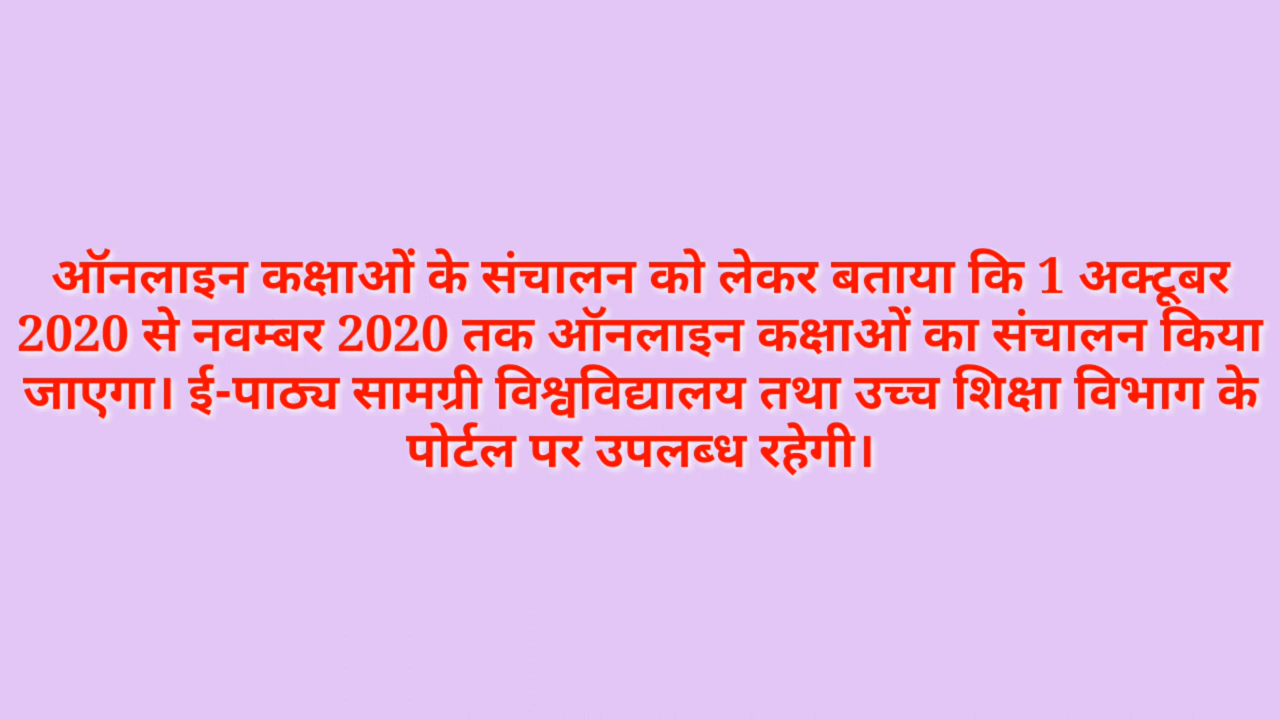 ऑनलाइन कक्षाओं के संचालन को लेकर बताया कि 1 अक्टूबर
2020 से नवम्बर 2020 तक ऑनलाइन कक्षाओं का संचालन किया
जाएगा। ई-पाठ्य सामग्री विश्वविद्यालय तथा उच्च शिक्षा विभाग के
पोर्टल पर उपलब्ध रहेगी।